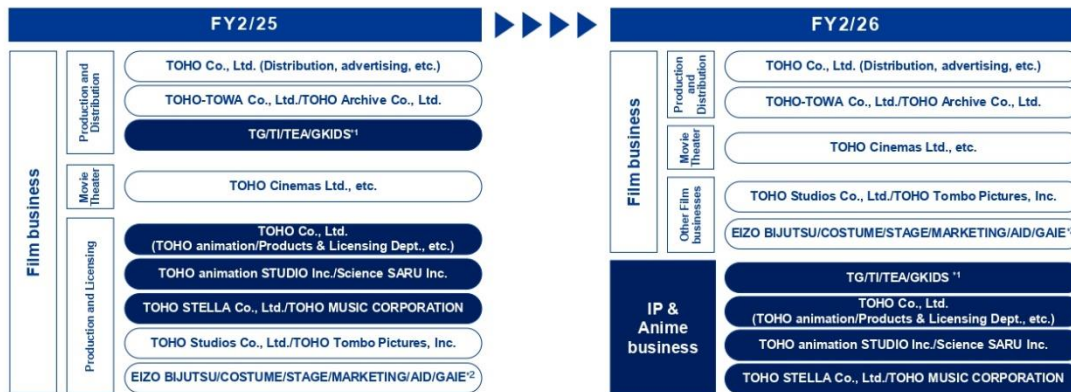 FY2/25
FY2/26
Film business
Production and
Distribution
TOHO Co., Ltd. (Distribution, advertising, etc.)
TOHO-TOWA Co., Ltd./TOHO Archive Co., Ltd.
TG/TI/TEA/GKIDS*1
Movie
Theater
TOHO Cinemas Ltd., etc.
Production and Licensing
TOHO Co., Ltd.
(TOHO animation/Products & Licensing Dept., etc.)
TOHO animation STUDIO Inc./Science SARU Inc.
TOHO STELLA Co., Ltd./TOHO MUSIC CORPORATION
TOHO Studios Co., Ltd./TOHO Tombo Pictures, Inc.
EIZO BIJUTSU/COSTUME/STAGE/MARKETING/AID/GAIE*2
Film business
Production
and
Distribution
TOHO Co., Ltd. (Distribution, advertising, etc.)
TOHO-TOWA Co., Ltd./TOHO Archive Co., Ltd.
Movie
Theater
TOHO Cinemas Ltd., etc.
Other Film
businesses
TOHO Studios Co., Ltd./TOHO Tombo Pictures, Inc.
EIZO BIJUTSU/COSTUME/STAGE/MARKETING/AID/GAIE*
IP &
Anime
business
TG/TI/TEA/GKIDS *1
TOHO Co., Ltd.
(TOHO animation/Products & Licensing Dept., etc.)
TOHO animation STUDIO Inc./Science SARU Inc.
TOHO STELLA Co., Ltd./TOHO MUSIC CORPORATION